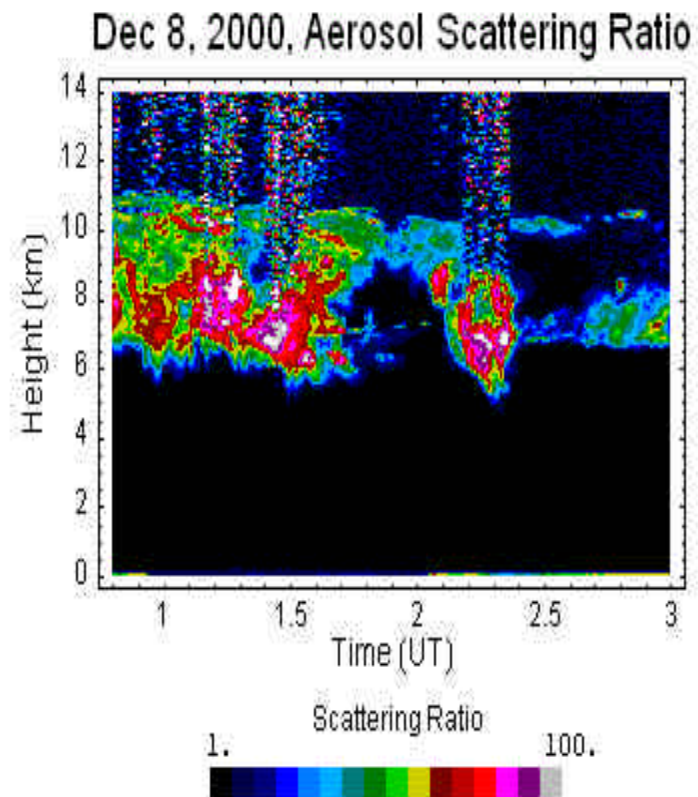 Dec 8, 2000, Aerosol Scattering Ratio
14
12
10
8
6
4
2
0
Height (km)
1 1.5 2 2.5 3
Time (UT)
Scattering Ratio
1. 100.